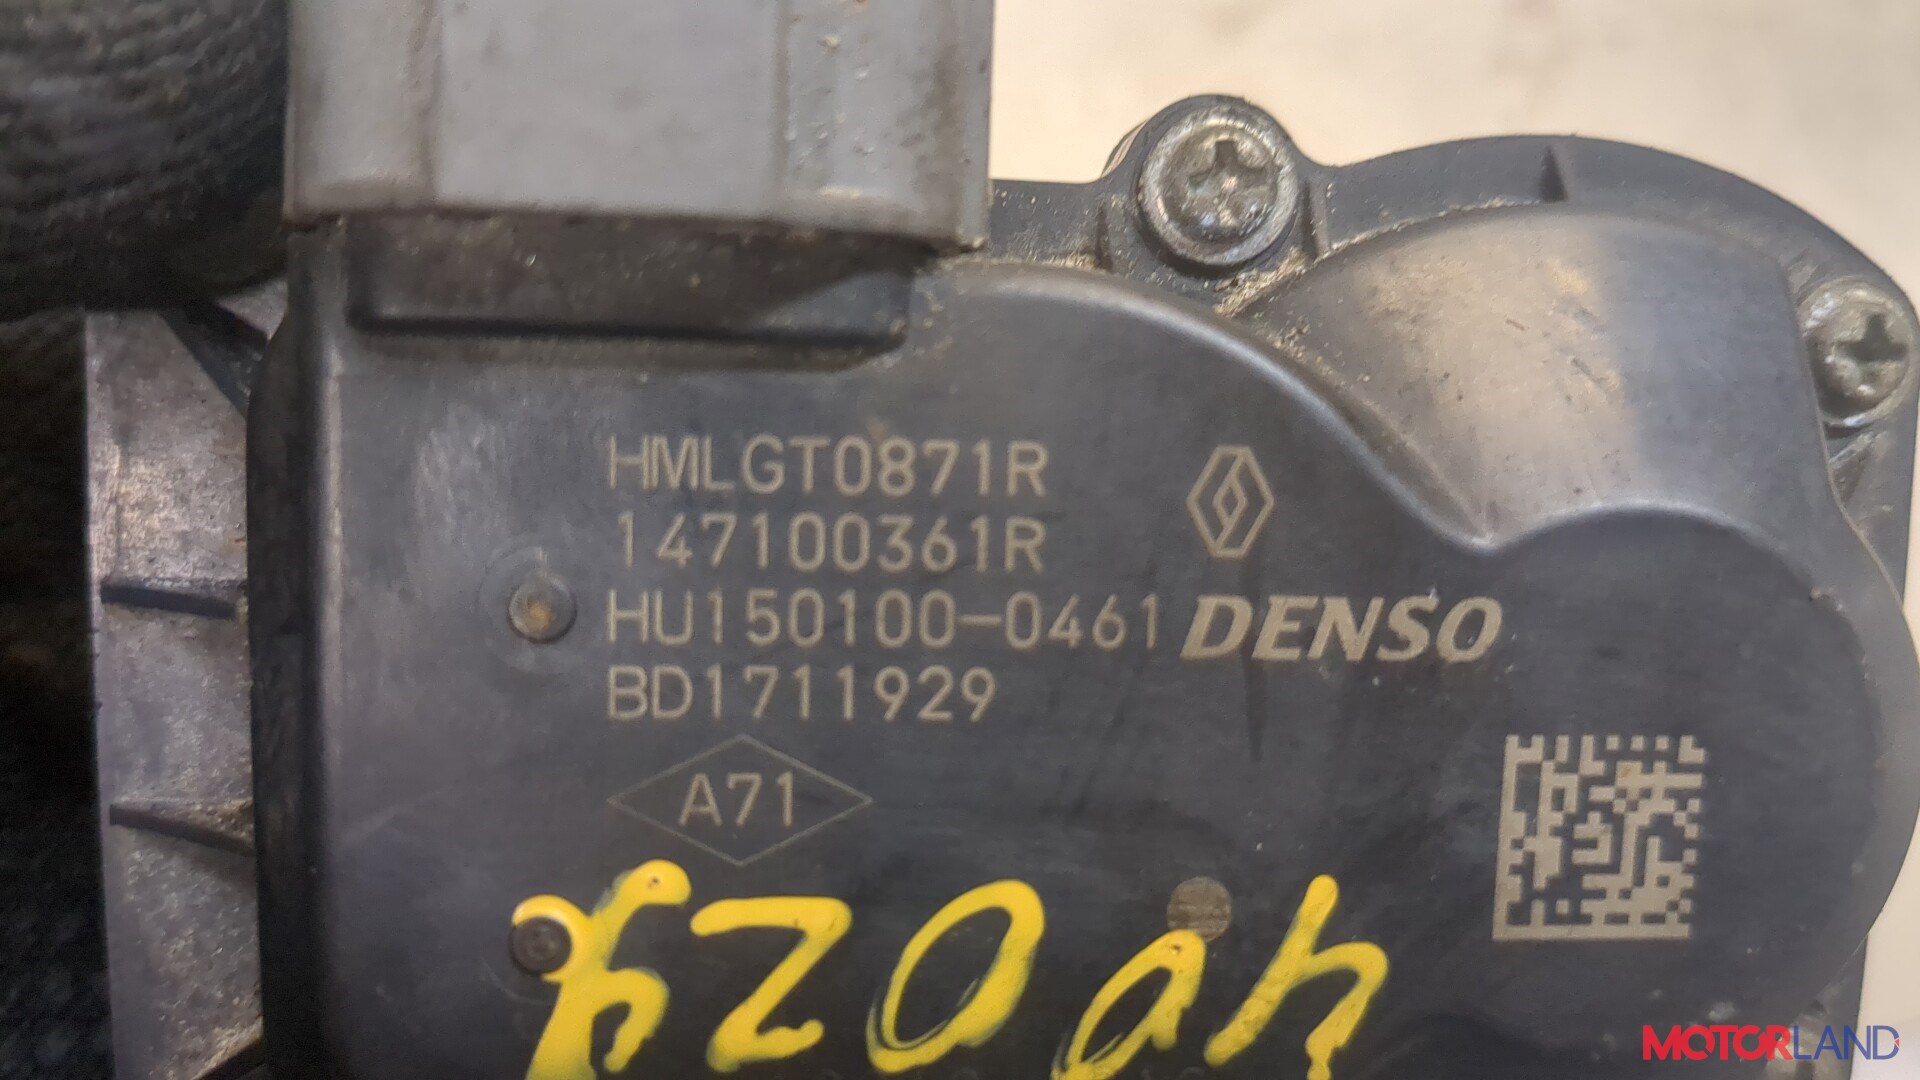 HMLGT0871R
147100361R
HU150100-0461 DENSO
BD1711929
A71
MOTORLAND